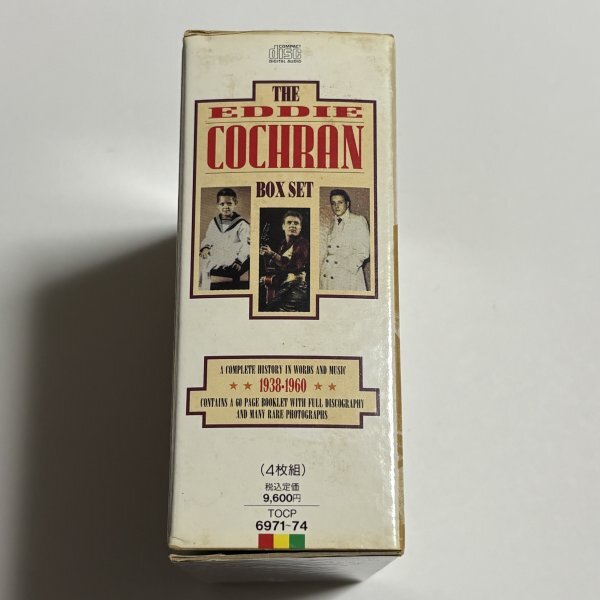 COMPACT
disc
DIGITAL AUDIO
THE
EDDIE
COCHRAN
BOX SET
A COMPLETE HISTORY IN WORDS AND MUSIC
★ ★ 1938•1960 ★ ★
CONTAINS A 60 PAGE BOOKLET WITH FULL DISCOGRAPHY
AND MANY RARE PHOTOGRAPHS
(4枚組)
税込定価
9,600円
TOCP
6971~74